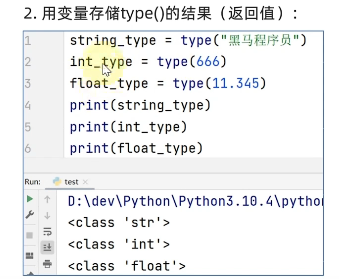 2. 用变量存储type()的结果（返回值）:
1 string_type = type("黑马程序员")
2 int_type = type(666)
3 float_type = type(11.345)
4 print(string_type)
5 print(int_type)
6 print(float_type)
Run: test
D:\dev\Python\Python3.10.4\python
<class 'str'>
<class 'int'>
<class 'float'>